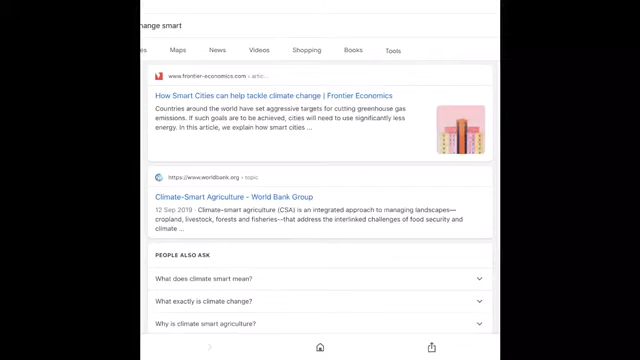 hange smart
es Maps News Videos Shopping Books Tools
www.frontier-economics.com › artic...
How Smart Cities can help tackle climate change | Frontier Economics
Countries around the world have set aggressive targets for cutting greenhouse gas
emissions. If such goals are to be achieved, cities will need to use significantly less
energy. In this article, we explain how smart cities ...
https://www.worldbank.org › topic
Climate-Smart Agriculture - World Bank Group
12 Sep 2019 · Climate-smart agriculture (CSA) is an integrated approach to managing landscapes—
cropland, livestock, forests and fisheries--that address the interlinked challenges of food security and
climate ...
PEOPLE ALSO ASK
What does climate smart mean?
What exactly is climate change?
Why is climate smart agriculture?